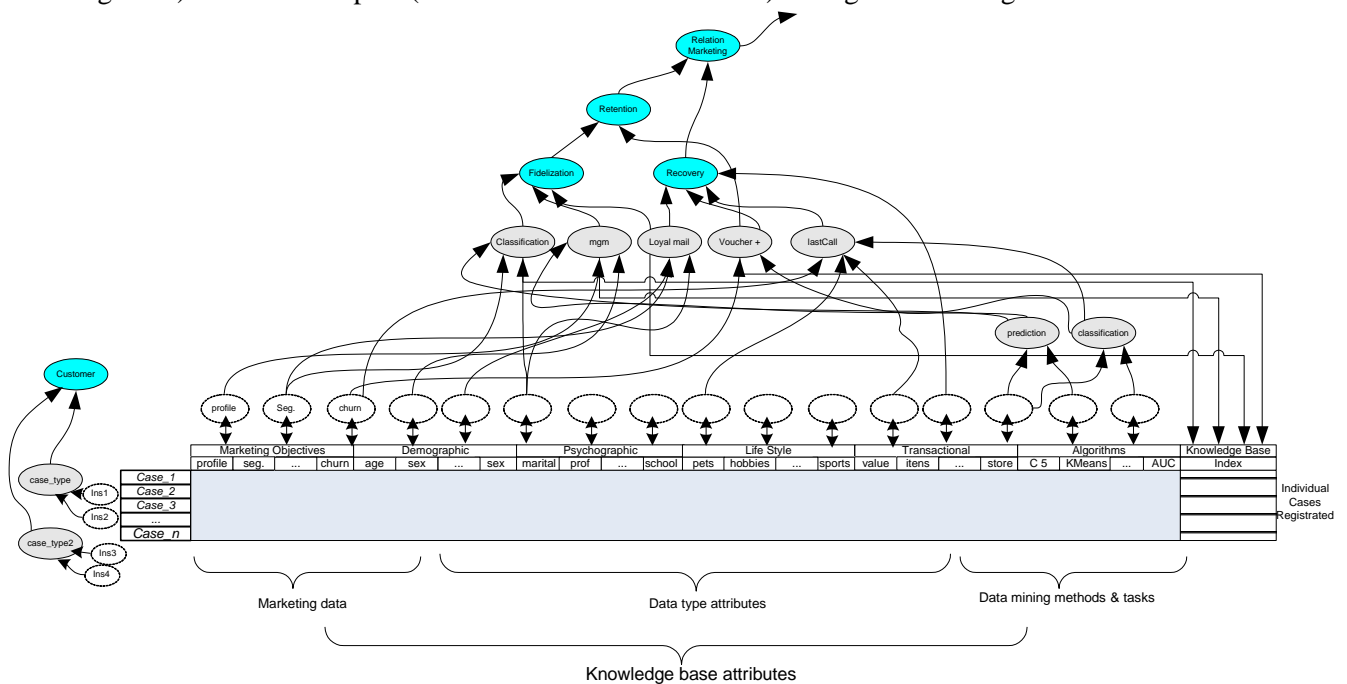 Relation
Marketing
Retention
Fidelization
Recovery
Classification
mgm
Loyal mail
Voucher +
lastCall
prediction
classification
Customer
profile
Seg.
churn
Marketing Objectives
Demographic
Psychographic
Life Style
Transactional
Algorithms
Knowledge Base
profile seg. ... churn age sex ... sex marital prof ... school pets hobbies ... sports value itens ... store C 5 KMeans ... AUC Index
case_type
Ins1
Ins2
case_type2
Ins3
Ins4
Case_1
Case_2
Case_3
...
Case_n
Individual
Cases
Registrated
Marketing data
Data type attributes
Data mining methods & tasks
Knowledge base attributes